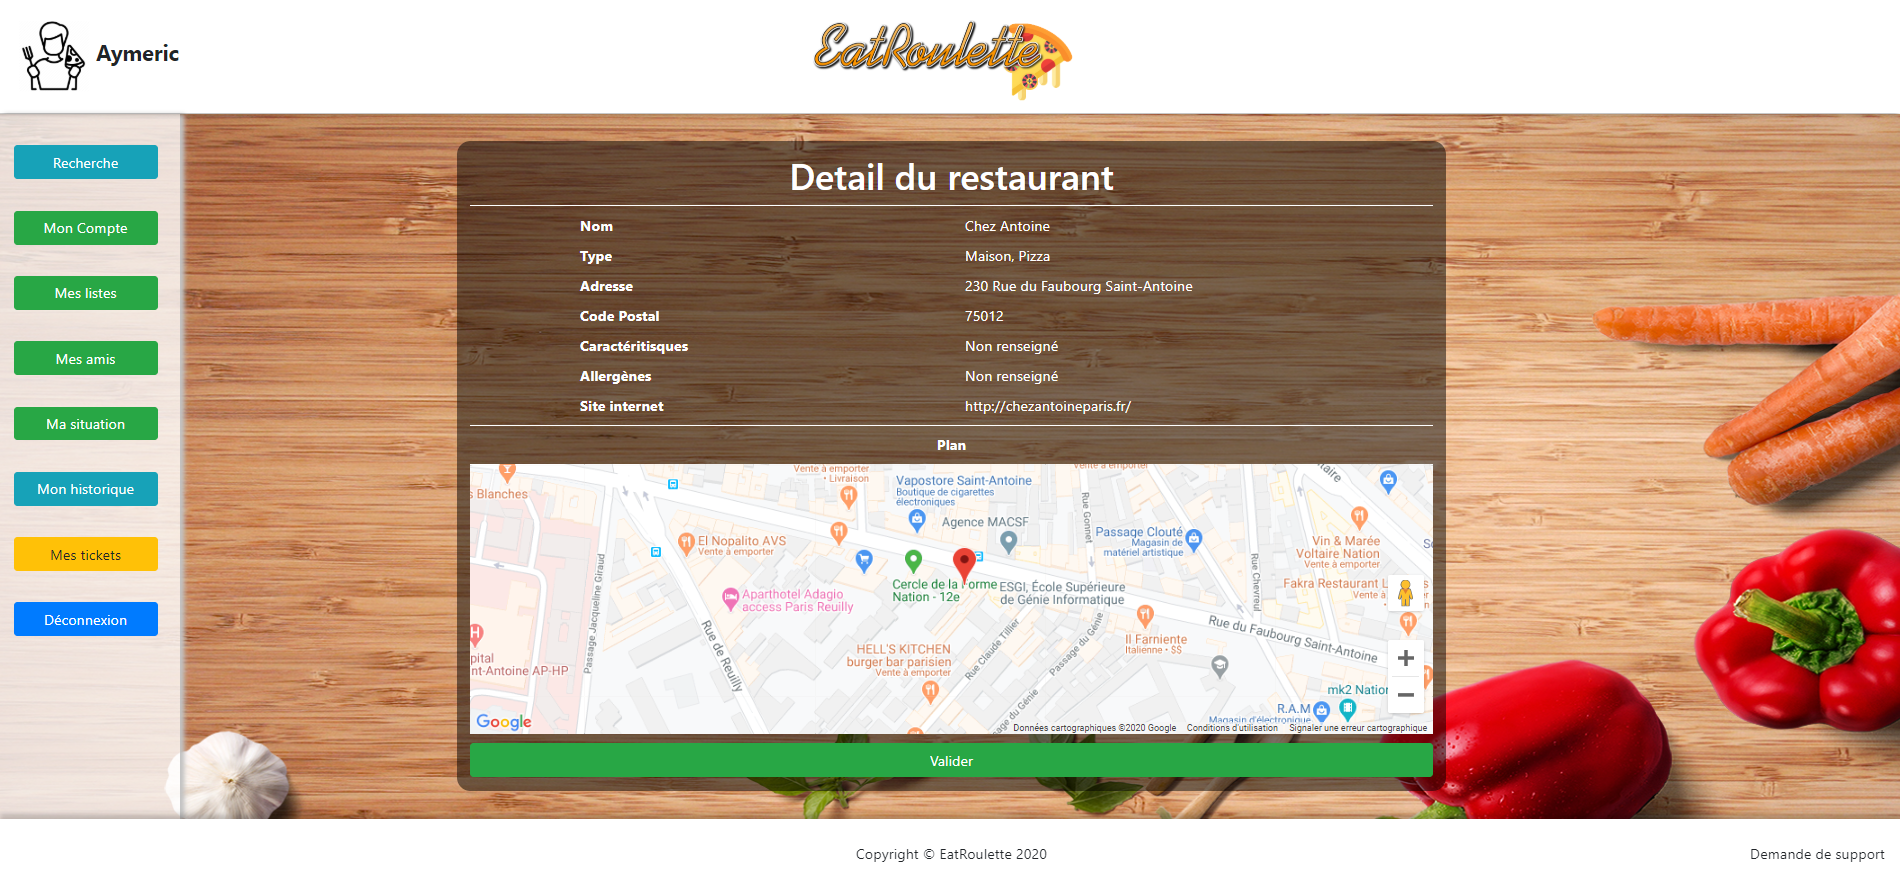 Aymeric
EatRoulette
Recherche
Mon Compte
Mes listes
Mes amis
Ma situation
Mon historique
Mes tickets
Déconnexion
Detail du restaurant
Nom Chez Antoine
Type Maison, Pizza
Adresse 230 Rue du Faubourg Saint-Antoine
Code Postal 75012
Caractéritisques Non renseigné
Allergènes Non renseigné
Site internet http://chezantoineparis.fr/
Plan
Vente à emporter
• Livraison
Vente à emporter
Blanches
Vapostore Saint-Antoine
Boutique de cigarettes
électroniques
Agence MACSF
Rue Gonnet
Passage Clouté
Magasin de
matériel artistique
Vin & Marée
Voltaire Nation
Vente à emporter
El Nopalito AVS
Vente à emporter
Passage Jacqueline Giraud
Cercle de la Forme
Nation - 12e
ESGI, École Supérieure
de Génie Informatique
Rue Chevreul
Fakra Restaurant
Vente à
Aparthotel Adagio
access Paris Reuilly
Rue de Reuilly
HELL'S KITCHEN
burger bar parisien
Vente à emporter
Rue Claude Tillier
Passage du Génie
Il Farniente
Italienne • $$
Rue du Faubourg Saint-Antoine
pital
nt-Antoine AP-HP
mk2 Nation
R.A.M
Magasin d'électronique
Google
Données cartographiques ©2020 Google Conditions d'utilisation Signaler une erreur cartographique
Valider
Copyright © EatRoulette 2020
Demande de support